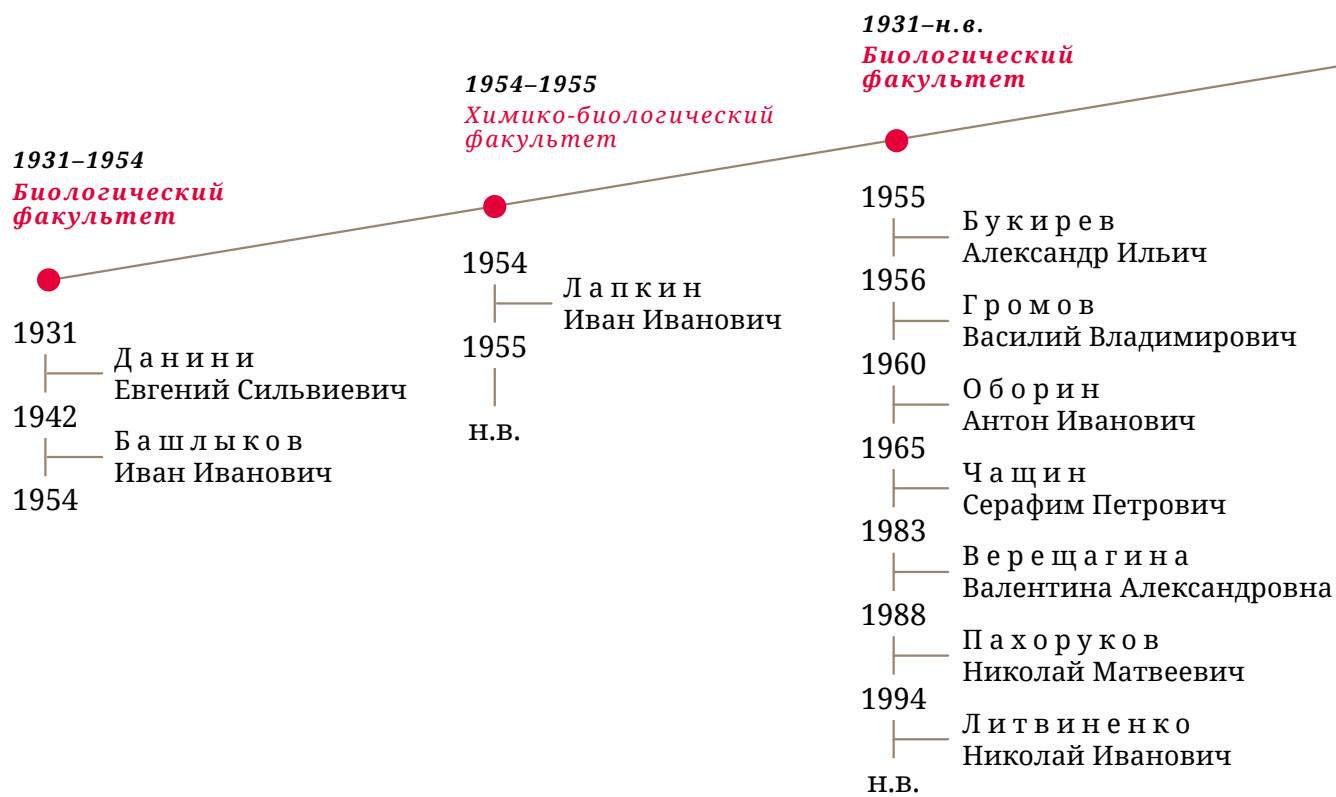 1931–1954
Биологический
факультет
1931
Данини
Евгений Сильвиевич
1942
Башлыков
Иван Иванович
1954
1954–1955
Химико-биологический
факультет
1954
Лапкин
Иван Иванович
1955
н.в.
1931–н.в.
Биологический
факультет
1955
Букирев
Александр Ильич
1956
Громов
Василий Владимирович
1960
Оборин
Антон Иванович
1965
Чащин
Серафим Петрович
1983
Верещагина
Валентина Александровна
1988
Пахоруков
Николай Матвеевич
1994
Литвиненко
Николай Иванович
н.в.